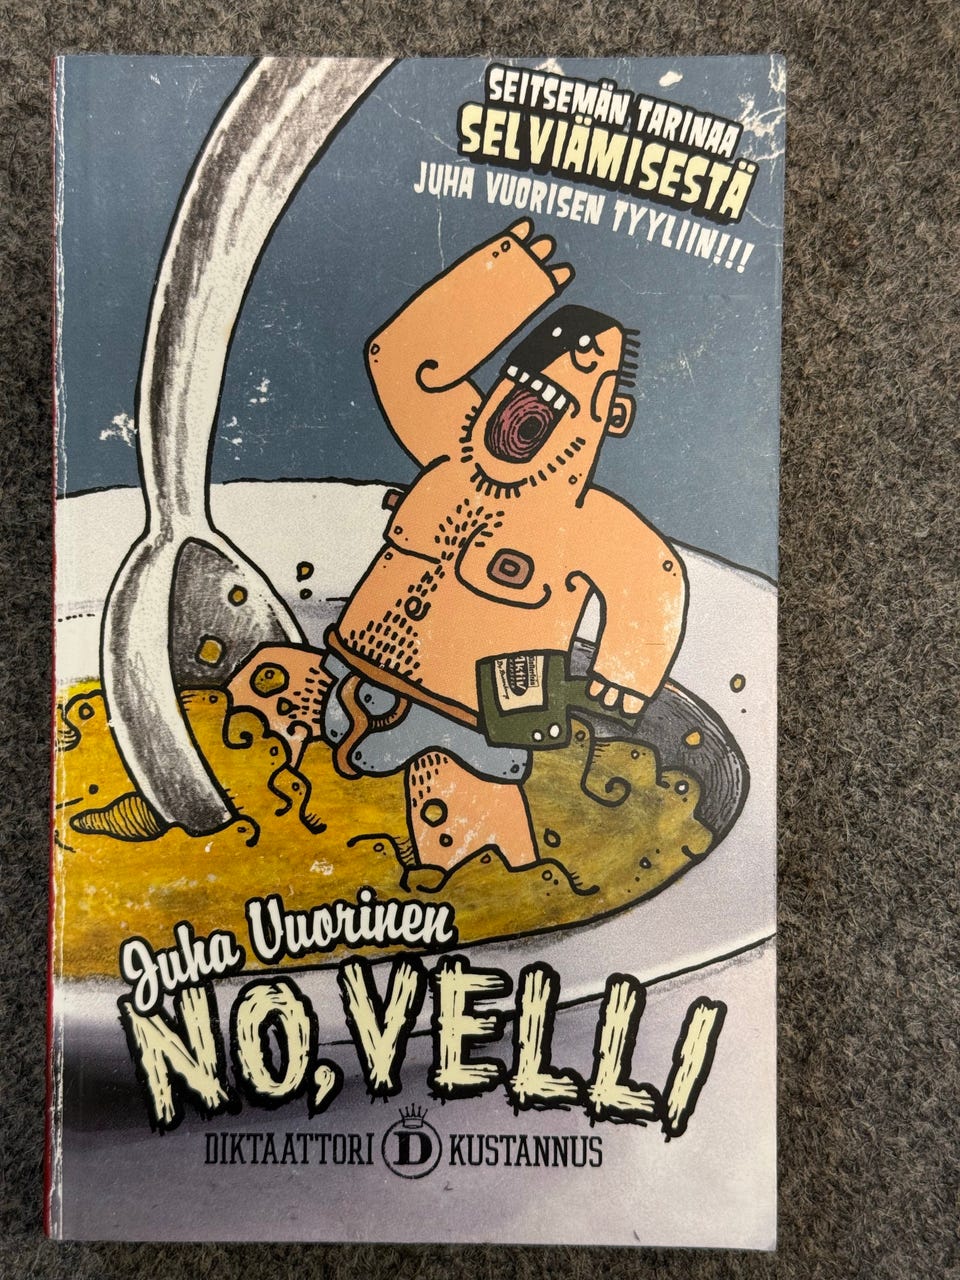 SEITSEMÄN TARINAA
SELVIÄMISESTÄ
JUHA VUORISEN TYYLIIN!!!
Juha Vuorinen
NO, VELLI
DIKTAATTORI D KUSTANNUS